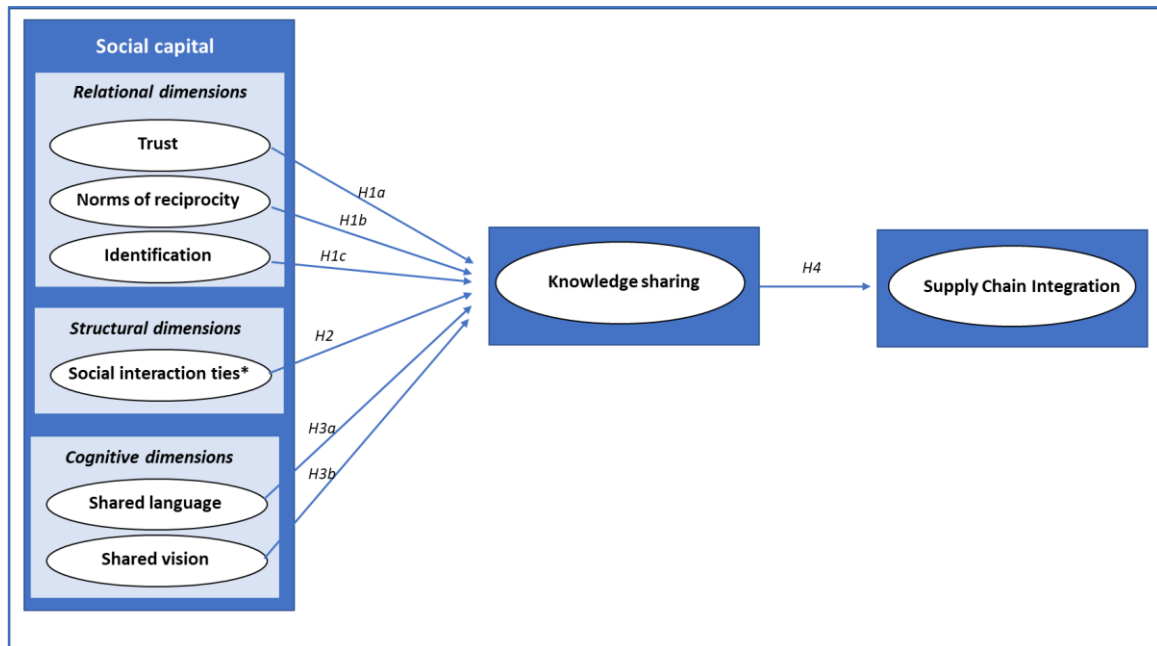 Social capital
Relational dimensions
Trust
Norms of reciprocity
Identification
Structural dimensions
Social interaction ties*
Cognitive dimensions
Shared language
Shared vision
H1a
H1b
H1c
H2
H3a
H3b
Knowledge sharing
H4
Supply Chain Integration